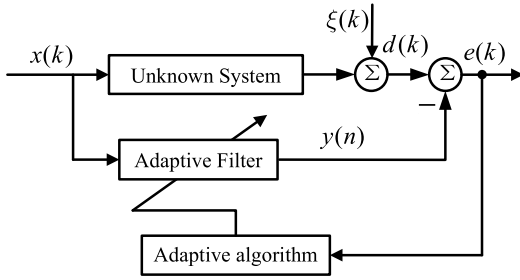 ξ(k)
x(k)
d(k)
e(k)
Unknown System
Σ
Σ
−
Adaptive Filter
y(n)
Adaptive algorithm